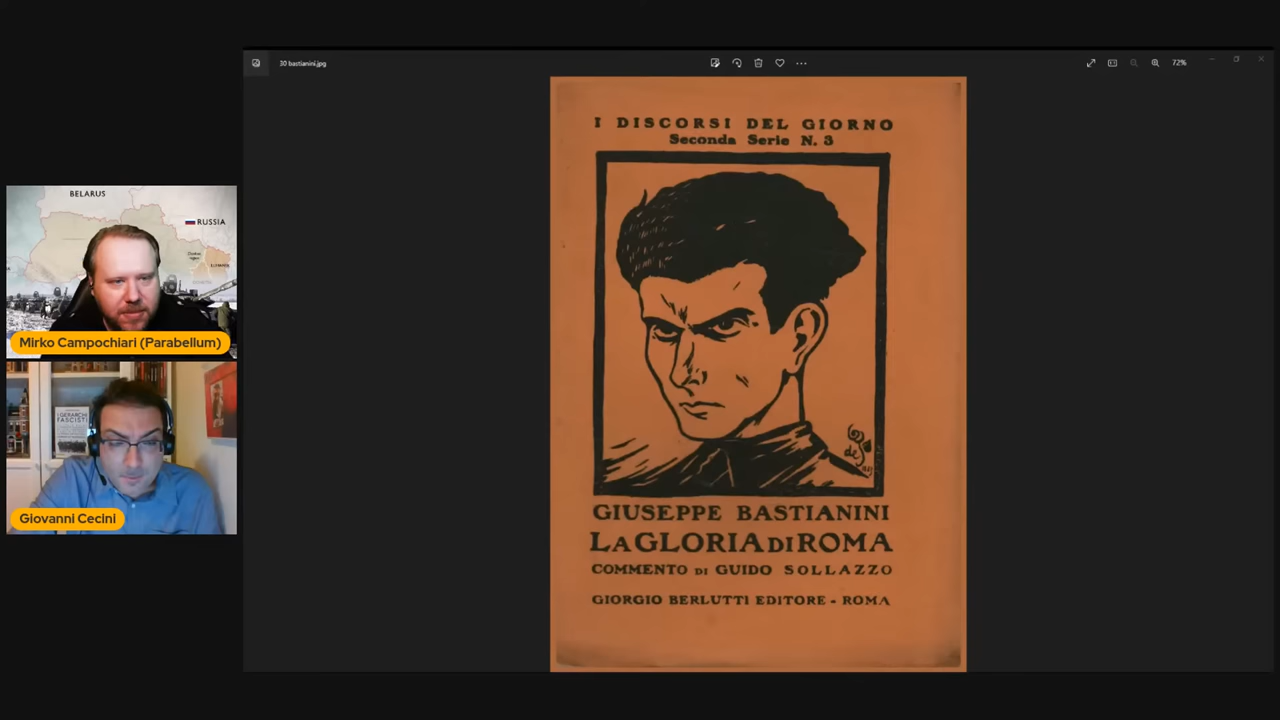 30 bastianini.jpg
72%
I DISCORSI DEL GIORNO
Seconda Serie N. 3
GIUSEPPE BASTIANINI
LA GLORIA DI ROMA
COMMENTO DI GUIDO SOLLAZZO
GIORGIO BERLUTTI EDITORE - ROMA
BELARUS
RUSSIA
Mirko Campochiari (Parabellum)
I GERARCHI
FASCISTI
Giovanni Cecini